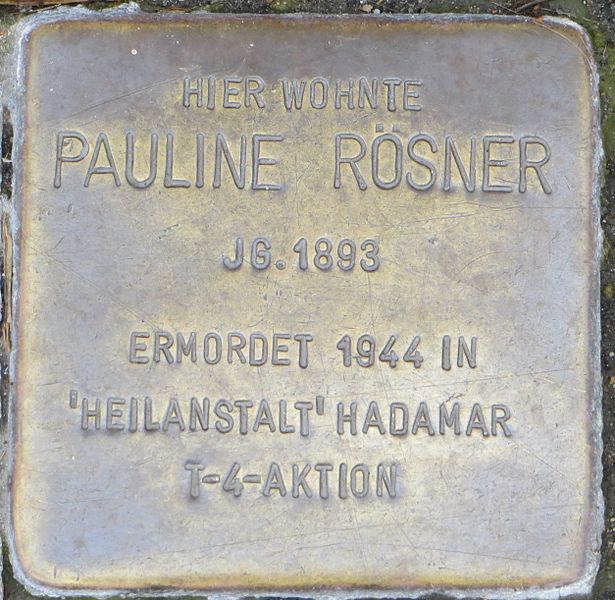 HIER WOHNTE
PAULINE RÖSNER
JG. 1893
ERMORDET 1944 IN
'HEILANSTALT' HADAMAR
T-4-AKTION